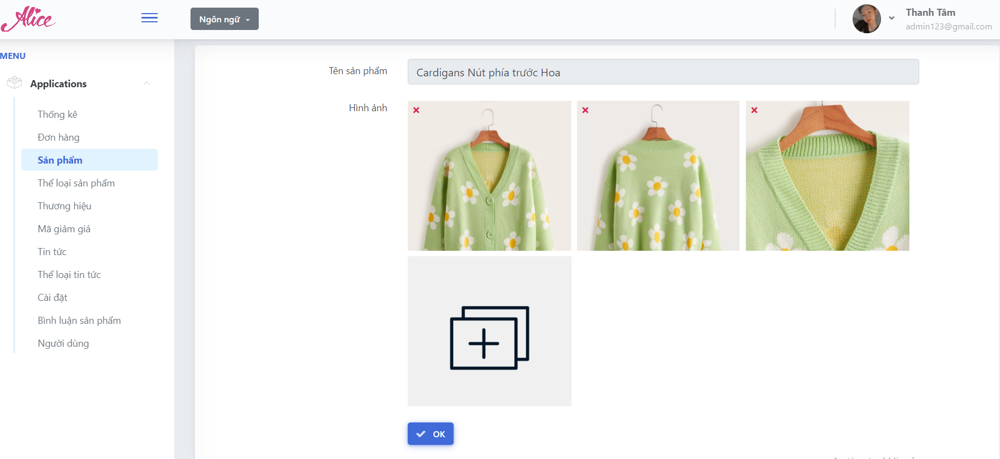 Alice
Ngôn ngữ
Thanh Tâm
admin123@gmail.com
MENU
Applications
Thống kê
Đơn hàng
Sản phẩm
Thể loại sản phẩm
Thương hiệu
Mã giảm giá
Tin tức
Thể loại tin tức
Cài đặt
Bình luận sản phẩm
Người dùng
Tên sản phẩm
Cardigans Nút phía trước Hoa
Hình ảnh
OK